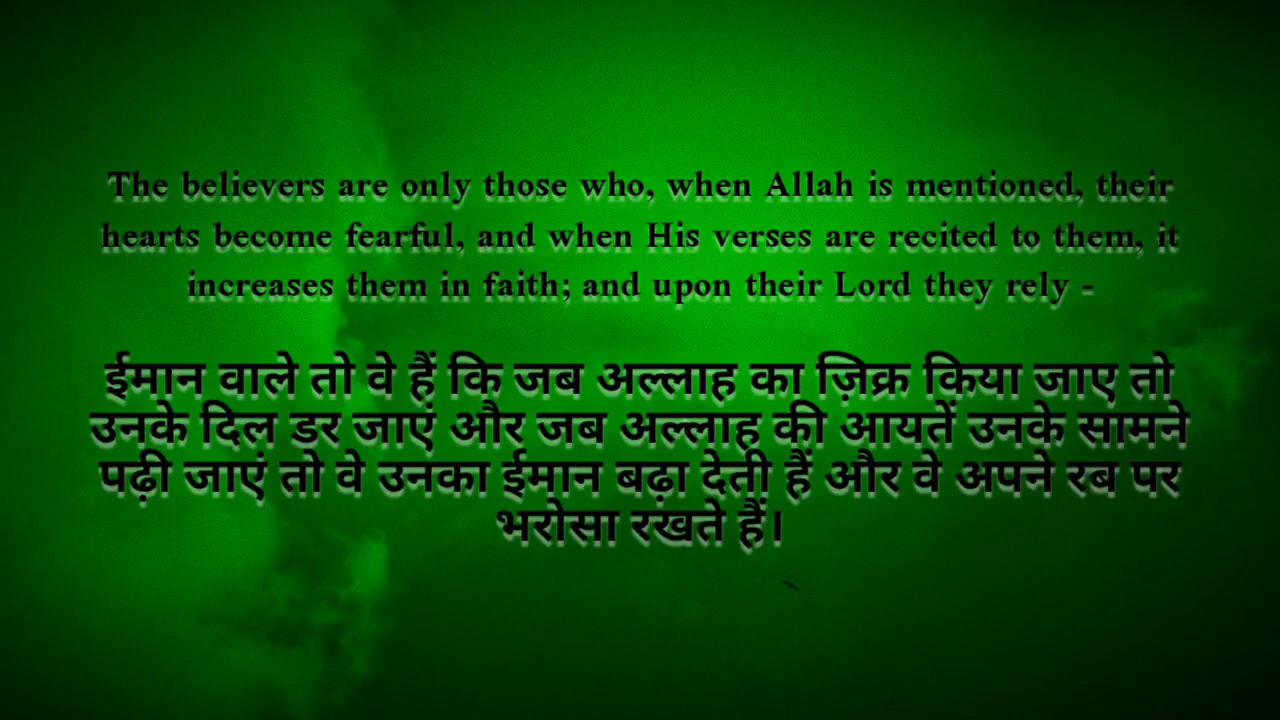 The believers are only those who, when Allah is mentioned, their
hearts become fearful, and when His verses are recited to them, it
increases them in faith; and upon their Lord they rely -
ईमान वाले तो वे हैं कि जब अल्लाह का ज़िक्र किया जाए तो
उनके दिल डर जाएं और जब अल्लाह की आयतें उनके सामने
पढ़ी जाएं तो वे उनका ईमान बढ़ा देती हैं और वे अपने रब पर
भरोसा रखते हैं।